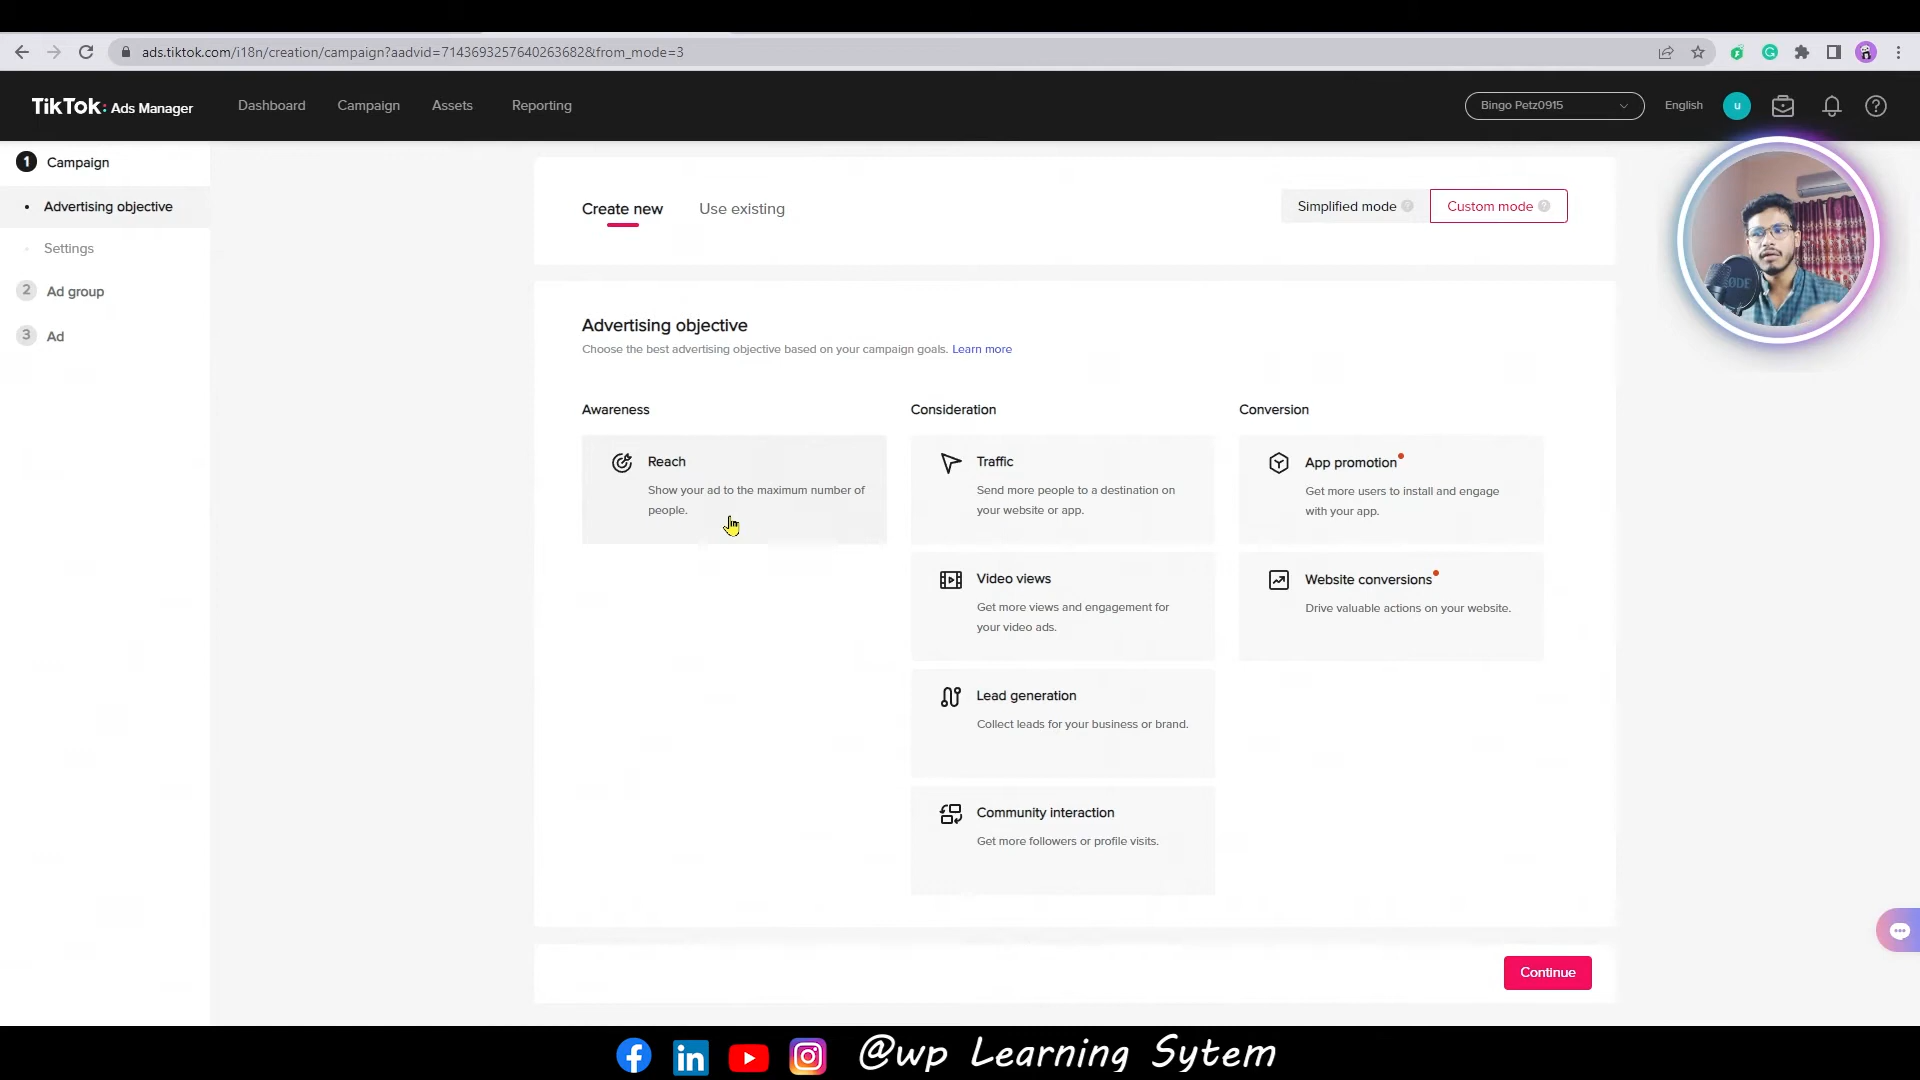 ads.tiktok.com/i18n/creation/campaign?aadvid=7143693257640263682&from_mode=3
TikTok: Ads Manager
Dashboard
Campaign
Assets
Reporting
Bingo Petz0915
English
U
?
1 Campaign
• Advertising objective
Settings
2 Ad group
3 Ad
Create new
Use existing
Simplified mode ?
Custom mode ?
Advertising objective
Choose the best advertising objective based on your campaign goals. Learn more
Awareness
Reach
Show your ad to the maximum number of
people.
Consideration
Traffic
Send more people to a destination on
your website or app.
Video views
Get more views and engagement for
your video ads.
Lead generation
Collect leads for your business or brand.
Community interaction
Get more followers or profile visits.
Conversion
App promotion
Get more users to install and engage
with your app.
Website conversions
Drive valuable actions on your website.
Continue
@wp Learning Sytem